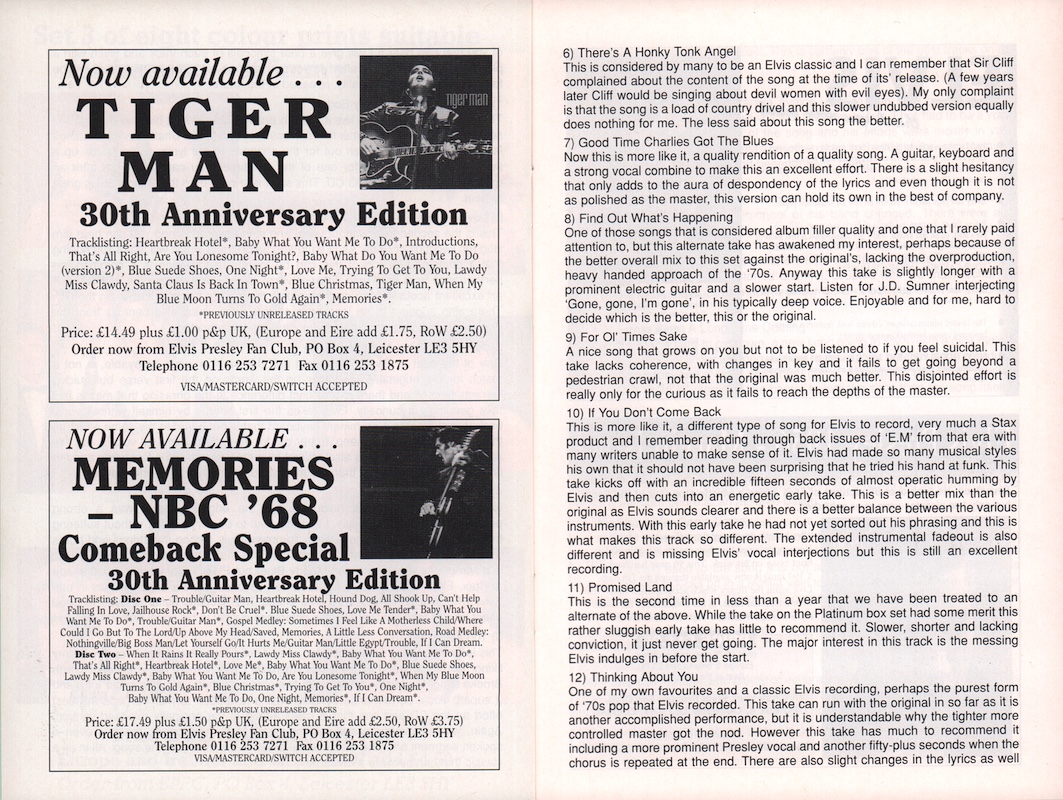 Now available . . .
TIGER
MAN
tiger man
30th Anniversary Edition
Tracklisting: Heartbreak Hotel*, Baby What You Want Me To Do*, Introductions,
That's All Right, Are You Lonesome Tonight?, Baby What Do You Want Me To Do
(version 2)*, Blue Suede Shoes, One Night*, Love Me, Trying To Get To You, Lawdy
Miss Clawdy, Santa Claus Is Back In Town*, Blue Christmas, Tiger Man, When My
Blue Moon Turns To Gold Again*, Memories*.
*PREVIOUSLY UNRELEASED TRACKS
Price: £14.49 plus £1.00 p&p UK, (Europe and Eire add £1.75, RoW £2.50)
Order now from Elvis Presley Fan Club, PO Box 4, Leicester LE3 5HY
Telephone 0116 253 7271 Fax 0116 253 1875
VISA/MASTERCARD/SWITCH ACCEPTED
NOW AVAILABLE . . .
MEMORIES
– NBC '68
Comeback Special
30th Anniversary Edition
Tracklisting: Disc One – Trouble/Guitar Man, Heartbreak Hotel, Hound Dog, All Shook Up, Can't Help
Falling In Love, Jailhouse Rock*, Don't Be Cruel*. Blue Suede Shoes, Love Me Tender*, Baby What You
Want Me To Do*, Trouble/Guitar Man*, Gospel Medley: Sometimes I Feel Like A Motherless Child/Where
Could I Go But To The Lord/Up Above My Head/Saved, Memories, A Little Less Conversation, Road Medley:
Nothingville/Big Boss Man/Let Yourself Go/It Hurts Me/Guitar Man/Little Egypt/Trouble, If I Can Dream.
Disc Two – When It Rains It Really Pours*, Lawdy Miss Clawdy*, Baby What You Want Me To Do*,
That's All Right*, Heartbreak Hotel*, Love Me*, Baby What You Want Me To Do*, Blue Suede Shoes,
Lawdy Miss Clawdy*, Baby What You Want Me To Do, Are You Lonesome Tonight*, When My Blue Moon
Turns To Gold Again*, Blue Christmas*, Trying To Get To You*, One Night*,
Baby What You Want Me To Do, One Night, Memories*, If I Can Dream*.
*PREVIOUSLY UNRELEASED TRACKS
Price: £17.49 plus £1.50 p&p UK, (Europe and Eire add £2.50, RoW £3.75)
Order now from Elvis Presley Fan Club, PO Box 4, Leicester LE3 5HY
Telephone 0116 253 7271 Fax 0116 253 1875
VISA/MASTERCARD/SWITCH ACCEPTED
6) There's A Honky Tonk Angel
This is considered by many to be an Elvis classic and I can remember that Sir Cliff
complained about the content of the song at the time of its' release. (A few years
later Cliff would be singing about devil women with evil eyes). My only complaint
is that the song is a load of country drivel and this slower undubbed version equally
does nothing for me. The less said about this song the better.
7) Good Time Charlies Got The Blues
Now this is more like it, a quality rendition of a quality song. A guitar, keyboard and
a strong vocal combine to make this an excellent effort. There is a slight hesitancy
that only adds to the aura of despondency of the lyrics and even though it is not
as polished as the master, this version can hold its own in the best of company.
8) Find Out What's Happening
One of those songs that is considered album filler quality and one that I rarely paid
attention to, but this alternate take has awakened my interest, perhaps because of
the better overall mix to this set against the original's, lacking the overproduction,
heavy handed approach of the '70s. Anyway this take is slightly longer with a
prominent electric guitar and a slower start. Listen for J.D. Sumner interjecting
'Gone, gone, I'm gone', in his typically deep voice. Enjoyable and for me, hard to
decide which is the better, this or the original.
9) For Ol' Times Sake
A nice song that grows on you but not to be listened to if you feel suicidal. This
take lacks coherence, with changes in key and it fails to get going beyond a
pedestrian crawl, not that the original was much better. This disjointed effort is
really only for the curious as it fails to reach the depths of the master.
10) If You Don't Come Back
This is more like it, a different type of song for Elvis to record, very much a Stax
product and I remember reading through back issues of 'E.M' from that era with
many writers unable to make sense of it. Elvis had made so many musical styles
his own that it should not have been surprising that he tried his hand at funk. This
take kicks off with an incredible fifteen seconds of almost operatic humming by
Elvis and then cuts into an energetic early take. This is a better mix than the
original as Elvis sounds clearer and there is a better balance between the various
instruments. With this early take he had not yet sorted out his phrasing and this is
what makes this track so different. The extended instrumental fadeout is also
different and is missing Elvis' vocal interjections but this is still an excellent
recording.
11) Promised Land
This is the second time in less than a year that we have been treated to an
alternate of the above. While the take on the Platinum box set had some merit this
rather sluggish early take has little to recommend it. Slower, shorter and lacking
conviction, it just never get going. The major interest in this track is the messing
Elvis indulges in before the start.
12) Thinking About You
One of my own favourites and a classic Elvis recording, perhaps the purest form
of '70s pop that Elvis recorded. This take can run with the original in so far as it is
another accomplished performance, but it is understandable why the tighter more
controlled master got the nod. However this take has much to recommend it
including a more prominent Presley vocal and another fifty-plus seconds when the
chorus is repeated at the end. There are also slight changes in the lyrics as well